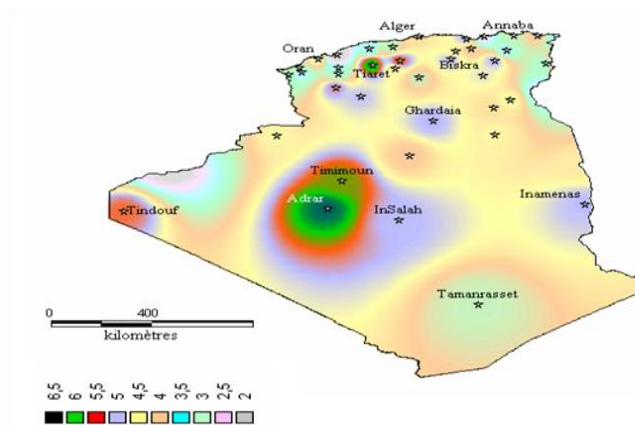 Alger
Annaba
Oran
Tiaret
Biskra
Ghardaia
Timimoun
Adrar
InSalah
Inamenas
Tindouf
Tamanrasset
0 400
kilomètres
6,5 6 5,5 5 4,5 4 3,5 3 2,5 2